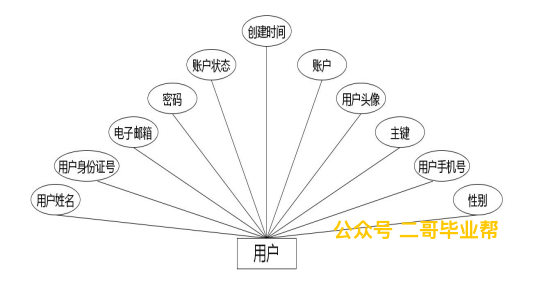 创建时间
账户状态
账户
密码
用户头像
电子邮箱
主键
用户身份证号
用户手机号
用户姓名
性别
公众号 二哥毕业帮
用户